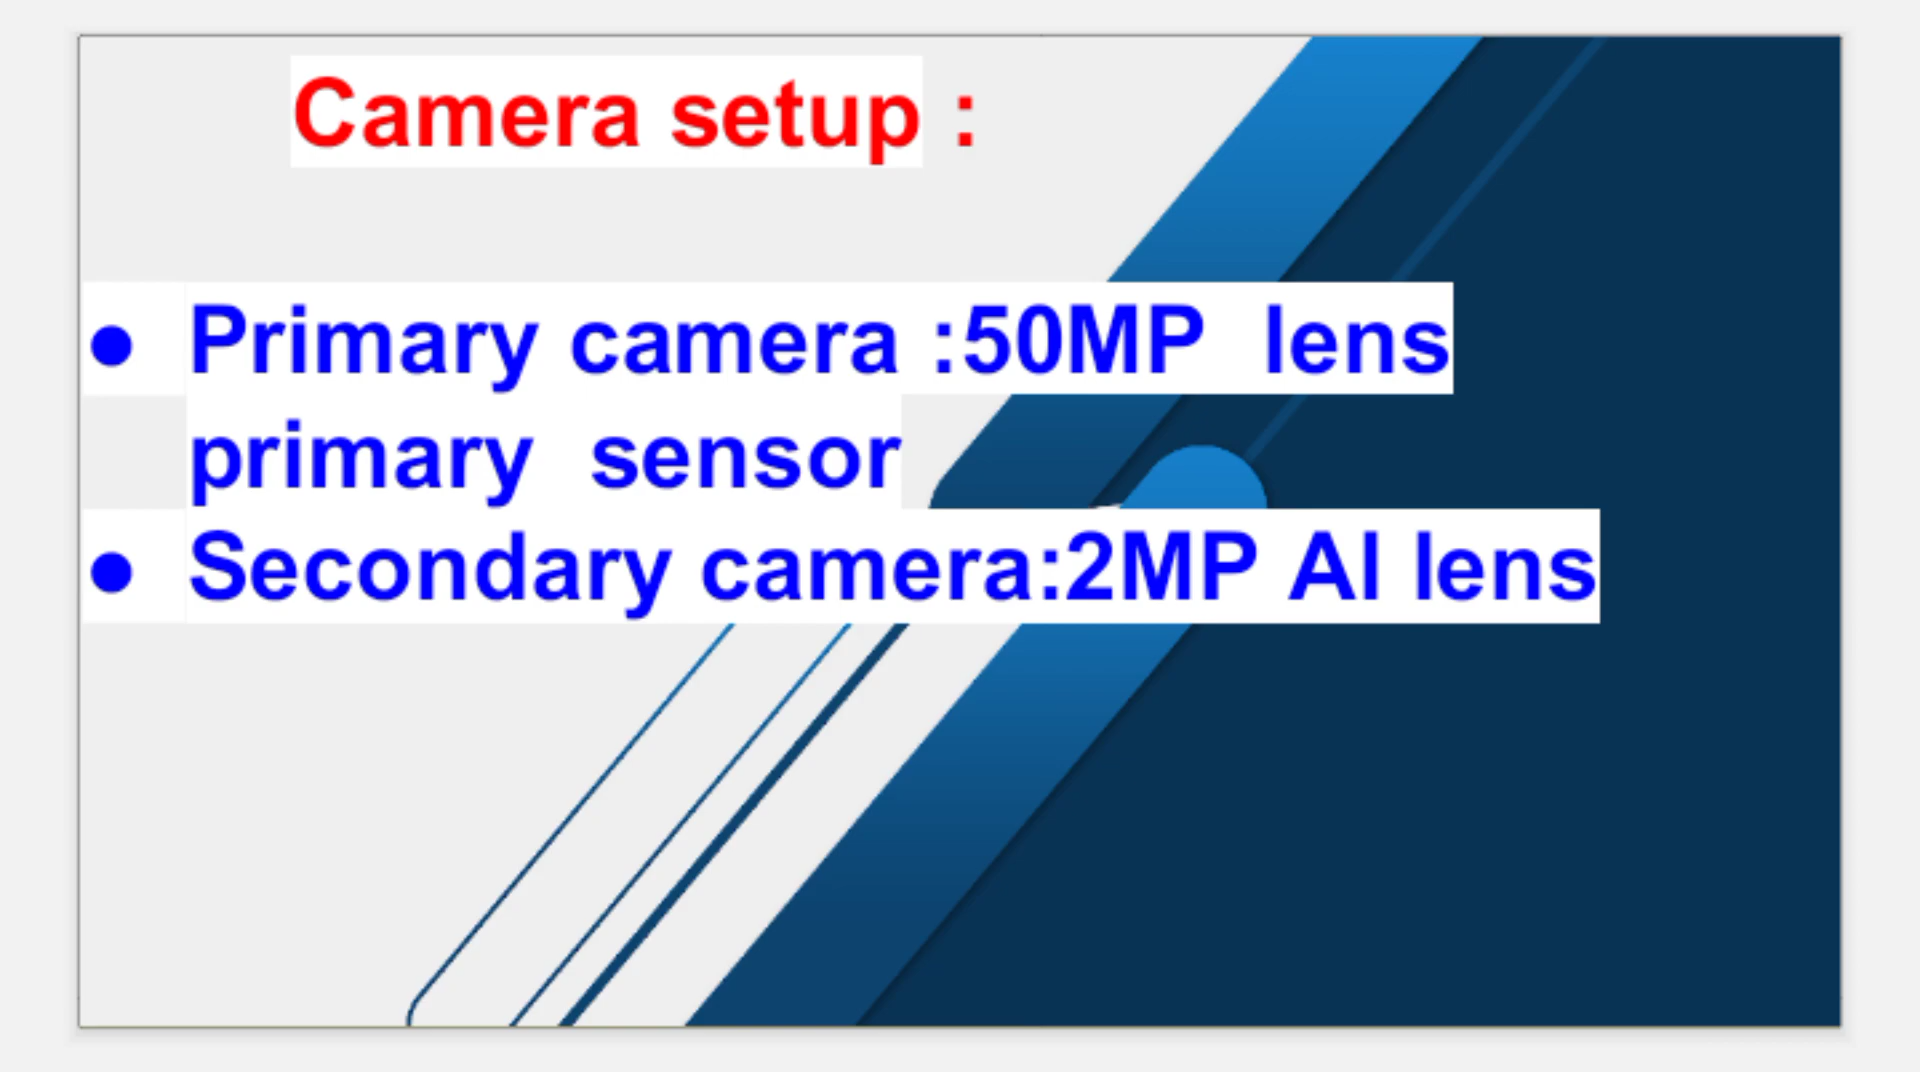 Camera setup :
● Primary camera :50MP  lens
primary  sensor
● Secondary camera:2MP AI lens